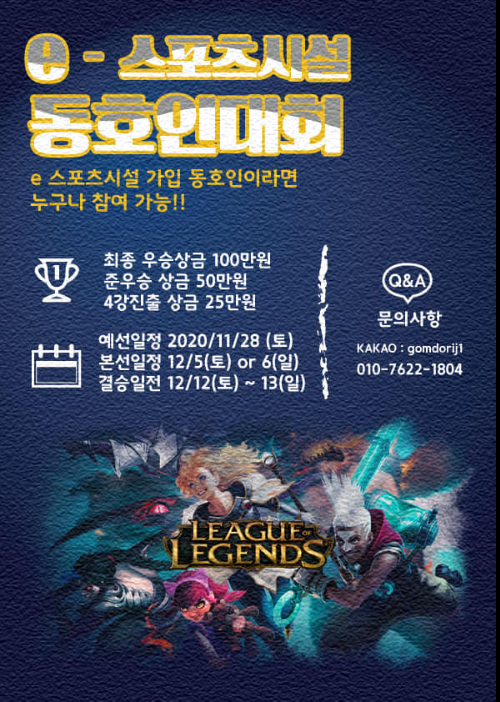 e - 스포츠시설
동호인대회
e 스포츠시설 가입 동호인이라면
누구나 참여 가능!!
1
최종 우승상금 100만원
준우승 상금 50만원
4강진출 상금 25만원
예선일정 2020/11/28 (토)
본선일정 12/5(토) or 6(일)
결승일전 12/12(토) ~ 13(일)
Q&A
문의사항
KAKAO : gomdorij1
010-7622-1804
LEAGUE OF
LEGENDS